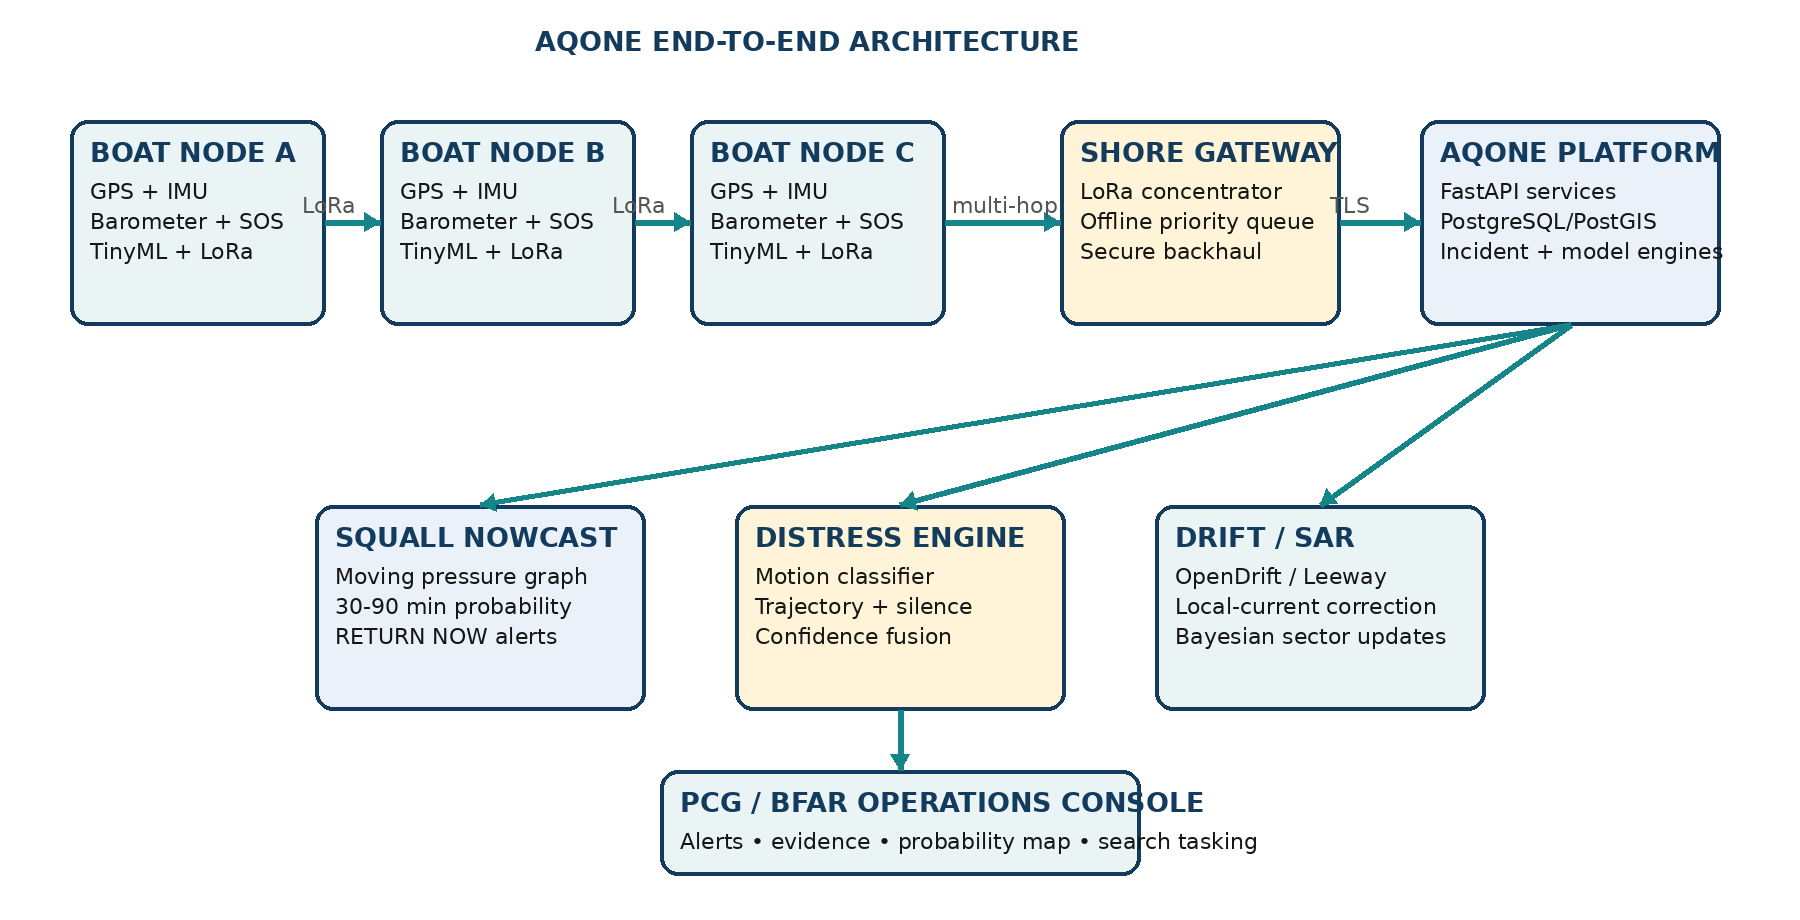 AQONE END-TO-END ARCHITECTURE
BOAT NODE A
GPS + IMU
Barometer + SOS
TinyML + LoRa
LoRa
BOAT NODE B
GPS + IMU
Barometer + SOS
TinyML + LoRa
LoRa
BOAT NODE C
GPS + IMU
Barometer + SOS
TinyML + LoRa
multi-hop
SHORE GATEWAY
LoRa concentrator
Offline priority queue
Secure backhaul
TLS
AQONE PLATFORM
FastAPI services
PostgreSQL/PostGIS
Incident + model engines
SQUALL NOWCAST
Moving pressure graph
30-90 min probability
RETURN NOW alerts
DISTRESS ENGINE
Motion classifier
Trajectory + silence
Confidence fusion
DRIFT / SAR
OpenDrift / Leeway
Local-current correction
Bayesian sector updates
PCG / BFAR OPERATIONS CONSOLE
Alerts • evidence • probability map • search tasking